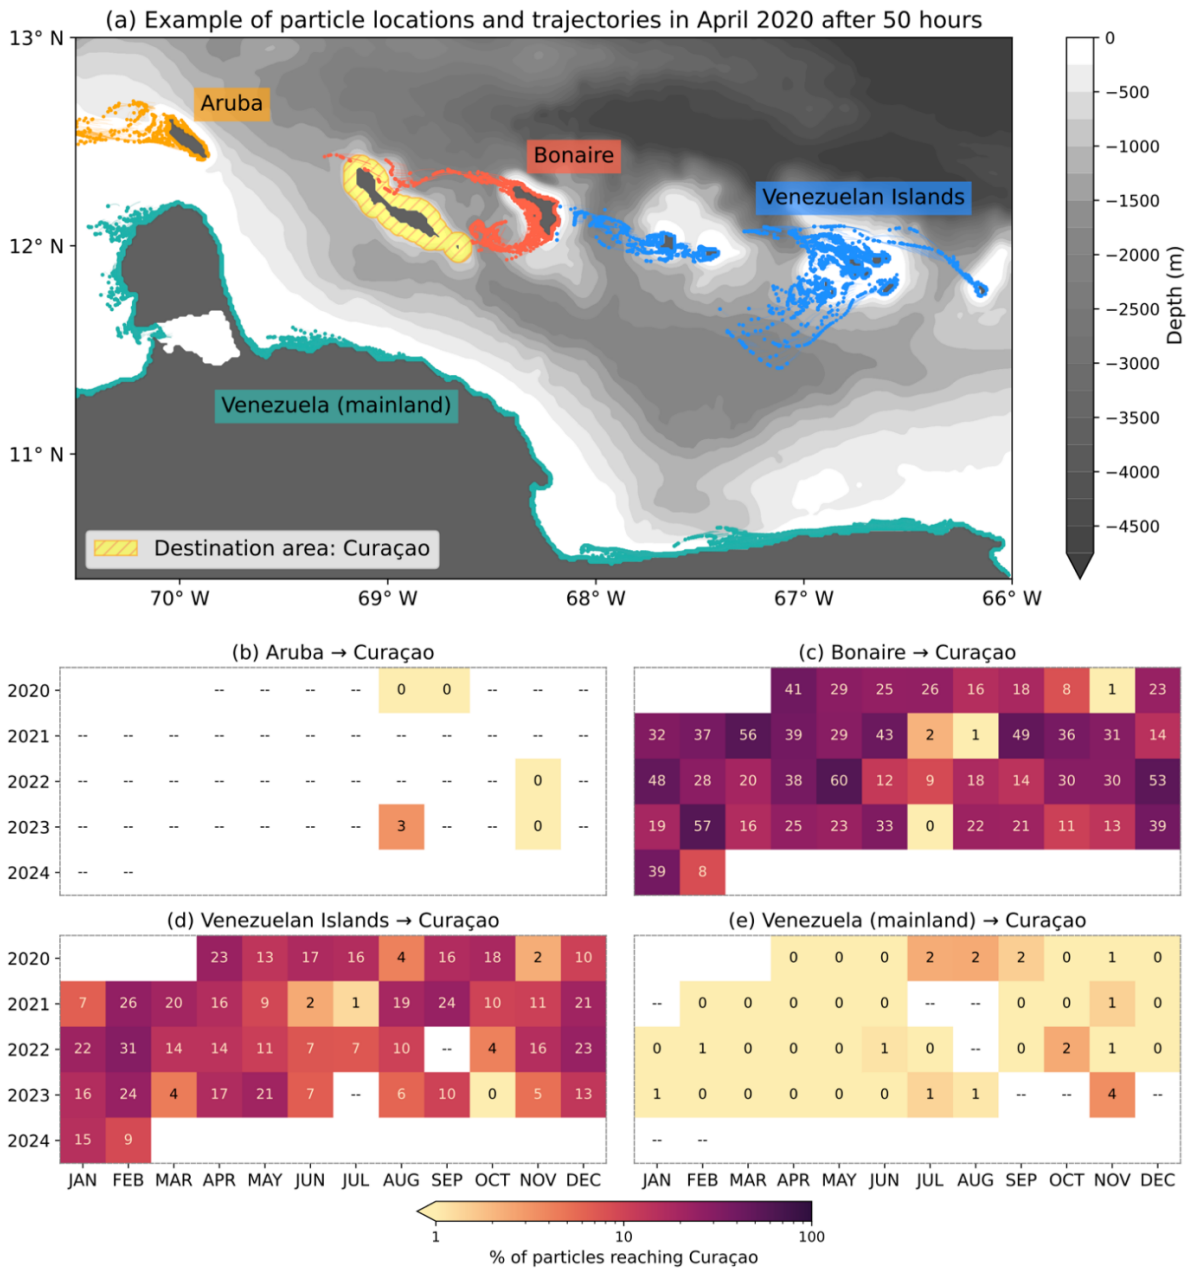 (a) Example of particle locations and trajectories in April 2020 after 50 hours
13° N
12° N
11° N
Aruba
Bonaire
Venezuelan Islands
Venezuela (mainland)
Destination area: Curaçao
70° W 69° W 68° W 67° W 66° W
0
−500
−1000
−1500
−2000
−2500
−3000
−3500
−4000
−4500
Depth (m)
(b) Aruba → Curaçao
2020 -- -- -- -- 0 0 -- -- --
2021 -- -- -- -- -- -- -- -- -- -- -- --
2022 -- -- -- -- -- -- -- -- -- -- 0 --
2023 -- -- -- -- -- -- -- 3 -- -- 0 --
2024 -- --
(c) Bonaire → Curaçao
41 29 25 26 16 18 8 1 23
32 37 56 39 29 43 2 1 49 36 31 14
48 28 20 38 60 12 9 18 14 30 30 53
19 57 16 25 23 33 0 22 21 11 13 39
39 8
(d) Venezuelan Islands → Curaçao
2020 23 13 17 16 4 16 18 2 10
2021 7 26 20 16 9 2 1 19 24 10 11 21
2022 22 31 14 14 11 7 7 10 -- 4 16 23
2023 16 24 4 17 21 7 -- 6 10 0 5 13
2024 15 9
JAN FEB MAR APR MAY JUN JUL AUG SEP OCT NOV DEC
(e) Venezuela (mainland) → Curaçao
0 0 0 2 2 2 0 1 0
-- 0 0 0 0 0 -- -- 0 0 1 0
0 1 0 0 0 1 0 -- 0 2 1 0
1 0 0 0 0 0 1 1 -- -- 4 --
-- --
JAN FEB MAR APR MAY JUN JUL AUG SEP OCT NOV DEC
1 10 100
% of particles reaching Curaçao